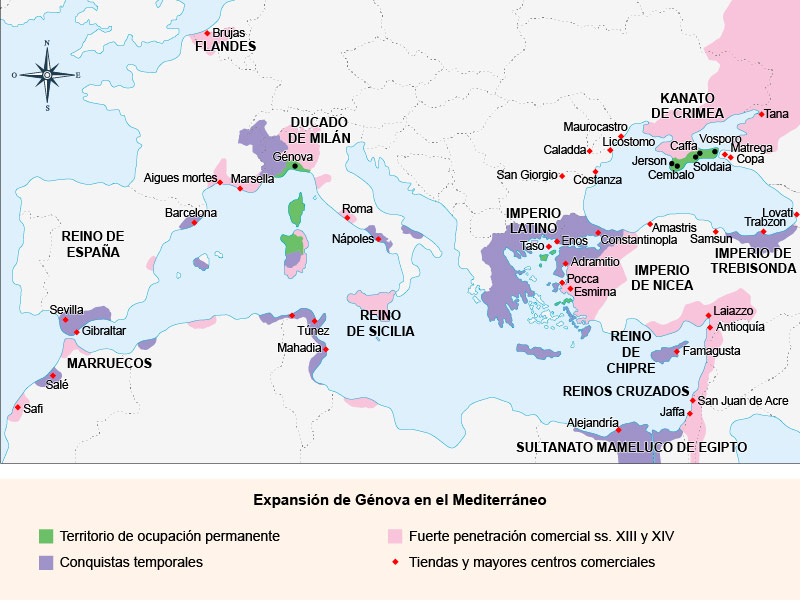 Brujas
FLANDES
N
O
E
S
KANATO
DE CRIMEA
Tana
DUCADO
DE MILÁN
Génova
Maurocastro
Licóstomo
Caladda
Vosporo
Caffa
Matrega
Copa
Jerson
Soldaia
Cembalo
Aigues mortes
Marsella
San Giorgio
Costanza
Barcelona
Roma
Nápoles
IMPERIO
LATINO
Taso
Enos
Constantinopla
Amastris
Samsun
Lovati
Trabzon
REINO DE
ESPAÑA
IMPERIO DE
TREBISONDA
Adramitio
Pocca
Esmirna
IMPERIO
DE NICEA
Sevilla
Gibraltar
REINO
DE SICILIA
Túnez
Mahadia
Laiazzo
Antioquía
MARRUECOS
Salé
Safi
REINO
DE
CHIPRE
Famagusta
REINOS CRUZADOS
San Juan de Acre
Jaffa
Alejandría
SULTANATO MAMELUCO DE EGIPTO
Expansión de Génova en el Mediterráneo
Territorio de ocupación permanente
Fuerte penetración comercial ss. XIII y XIV
Conquistas temporales
Tiendas y mayores centros comerciales